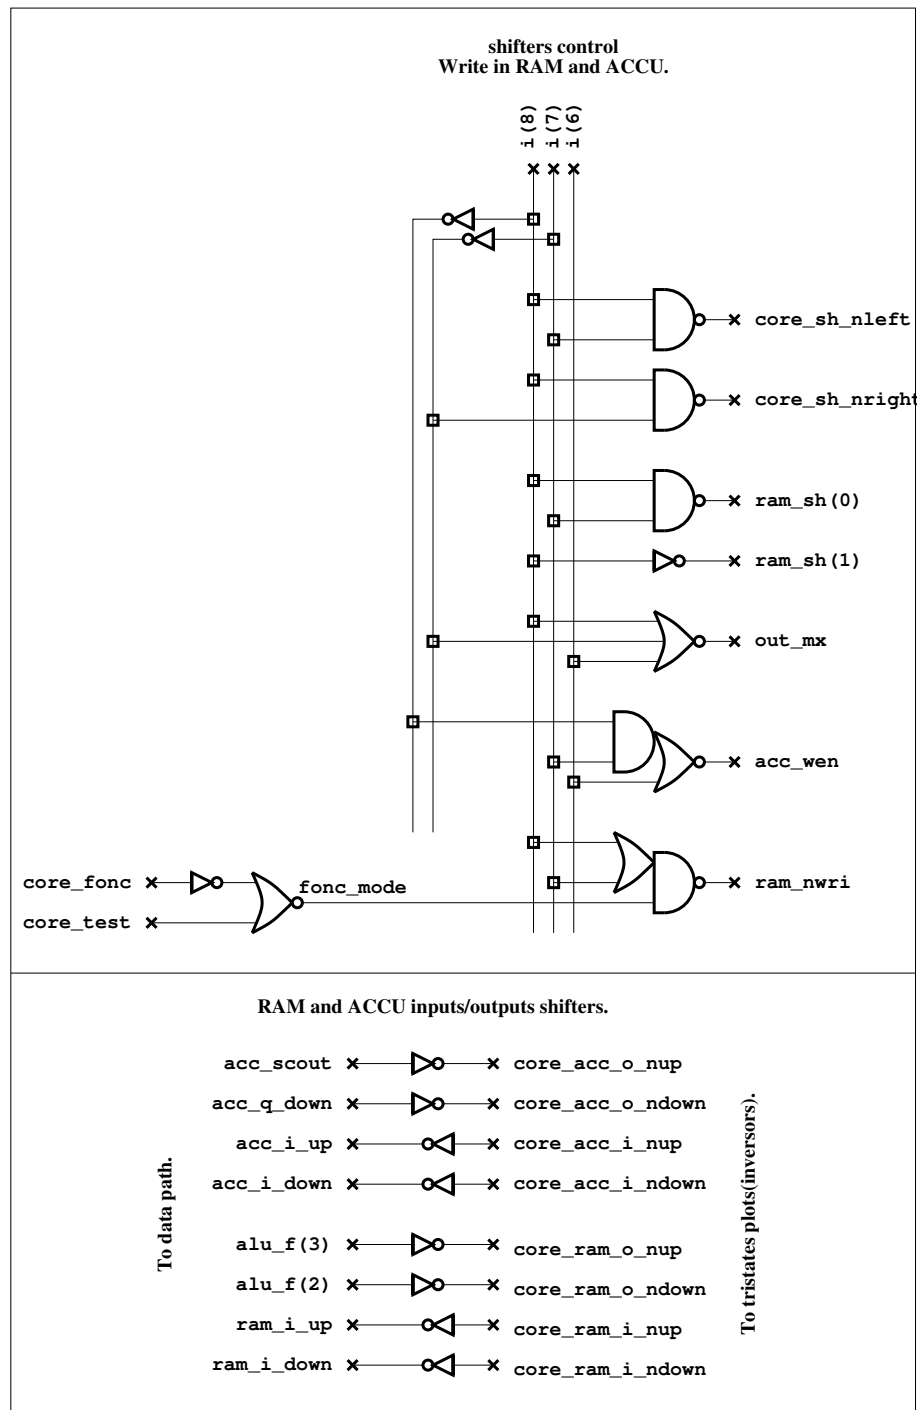 shifters control
Write in RAM and ACCU.
i(8)
i(7)
i(6)
core_sh_nleft
core_sh_nright
ram_sh(0)
ram_sh(1)
out_mx
acc_wen
core_fonc
fonc_mode
ram_nwri
core_test
RAM and ACCU inputs/outputs shifters.
acc_scout core_acc_o_nup
acc_q_down core_acc_o_ndown
acc_i_up core_acc_i_nup
acc_i_down core_acc_i_ndown
alu_f(3) core_ram_o_nup
alu_f(2) core_ram_o_ndown
ram_i_up core_ram_i_nup
ram_i_down core_ram_i_ndown
To data path.
To tristates plots(inversors).